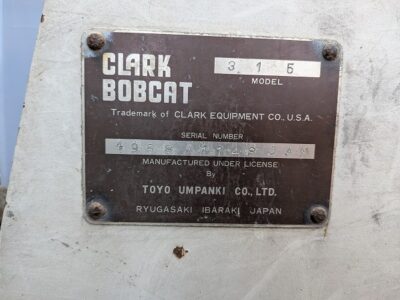 CLARK
BOBCAT
315
MODEL
Trademark of CLARK EQUIPMENT CO., U.S.A.
SERIAL NUMBER
MANUFACTURED UNDER LICENSE
By
TOYO UMPANKI CO., LTD.
RYUGASAKI IBARAKI JAPAN